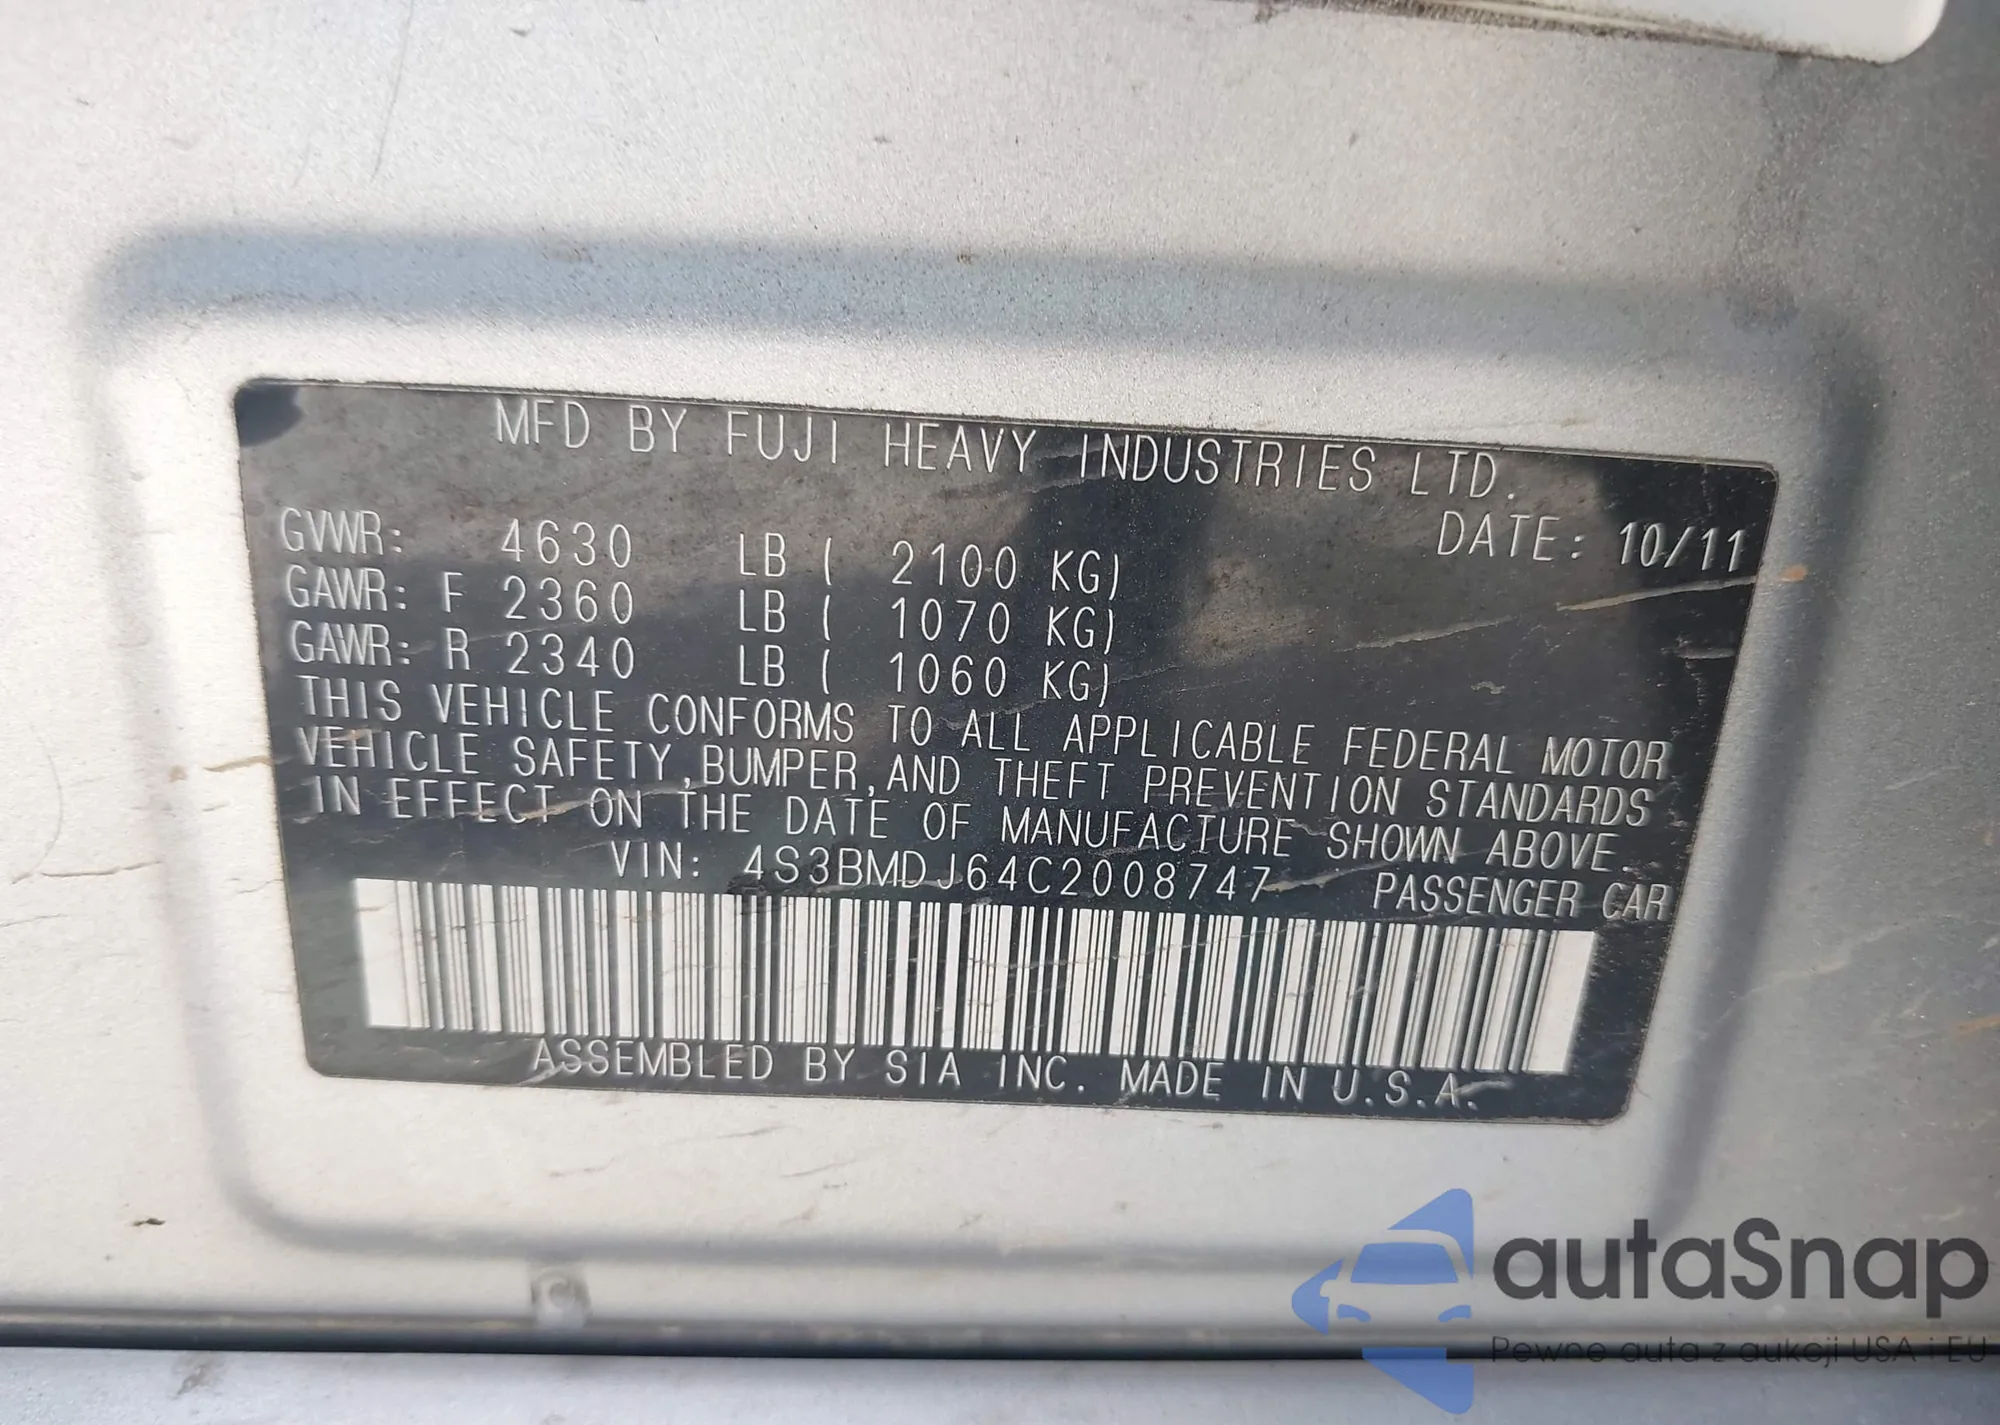 MFD BY FUJI HEAVY INDUSTRIES LTD.
DATE: 10/11
GVWR: 4630 LB ( 2100 KG)
GAWR: F 2360 LB ( 1070 KG)
GAWR: R 2340 LB ( 1060 KG)
THIS VEHICLE CONFORMS TO ALL APPLICABLE FEDERAL MOTOR
VEHICLE SAFETY, BUMPER, AND THEFT PREVENTION STANDARDS
IN EFFECT ON THE DATE OF MANUFACTURE SHOWN ABOVE.
VIN: 4S3BMDJ64C2008747 PASSENGER CAR
ASSEMBLED BY SIA INC. MADE IN U.S.A.
autaSnap
Pewne auta z aukcji USA i EU